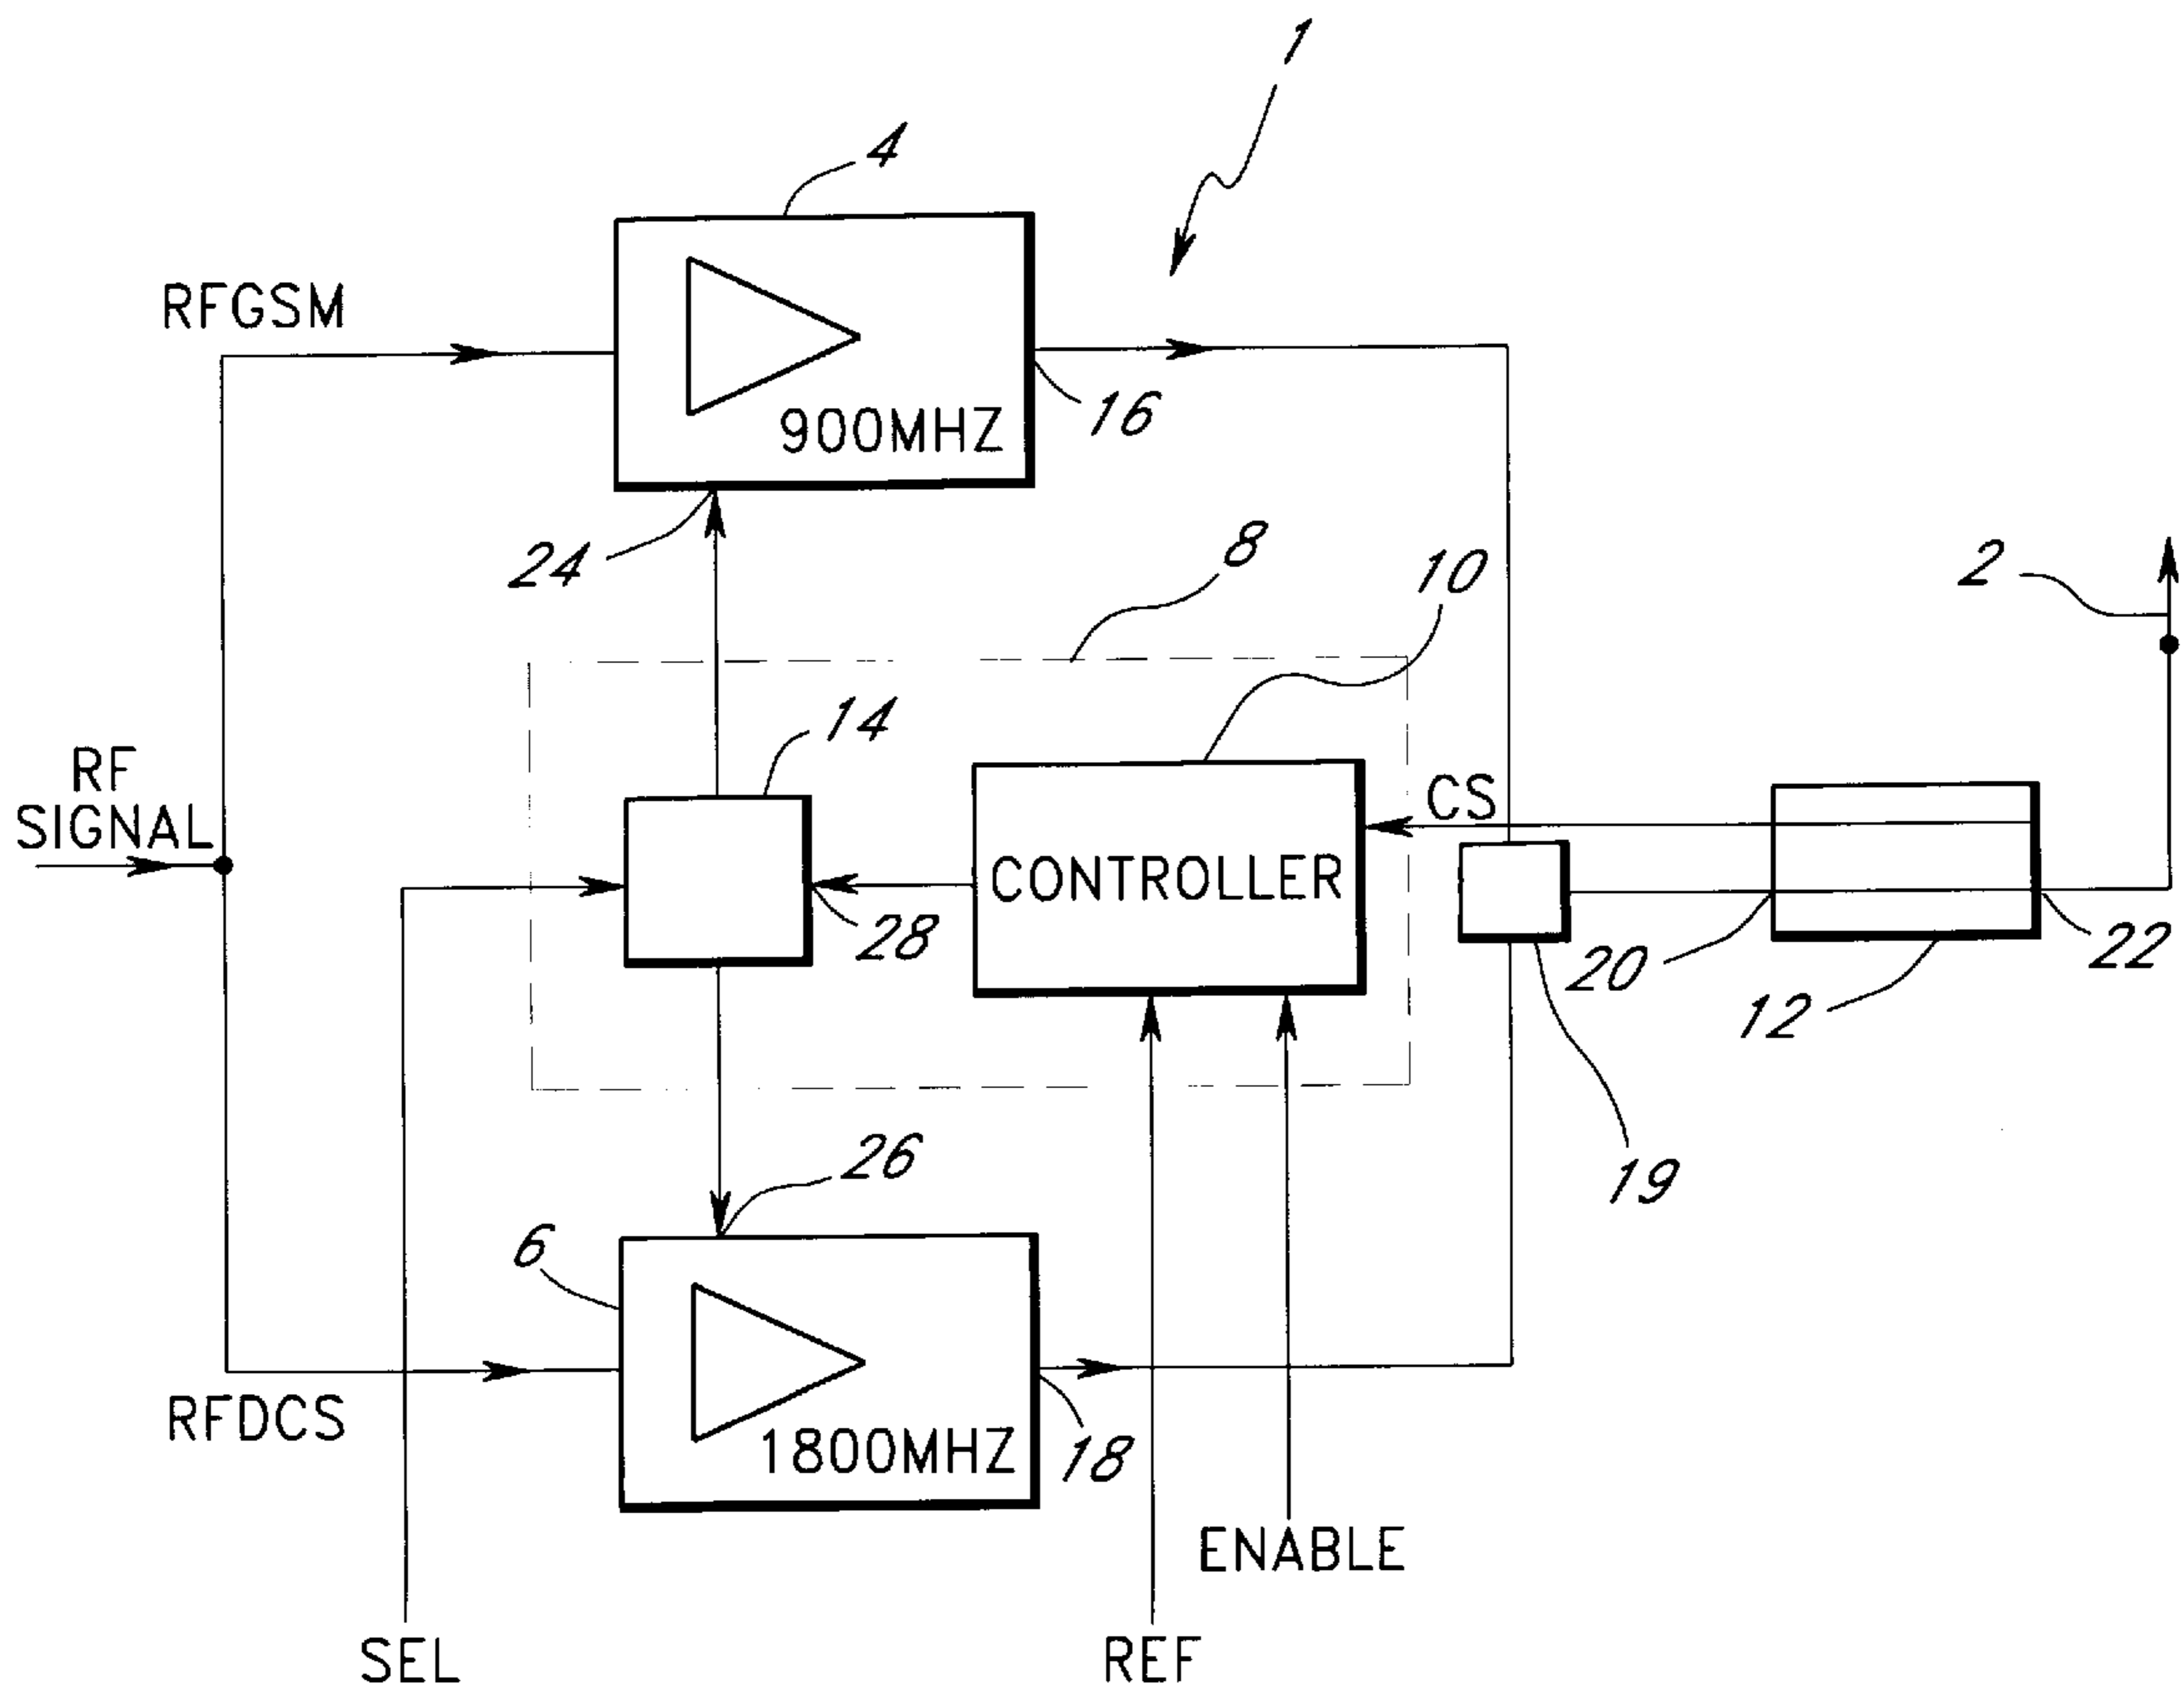 1
4
RFGSM
900MHZ
16
24
8
10
2
14
RF
SIGNAL
CS
CONTROLLER
28
20
22
12
19
26
6
RFDCS
1800MHZ
18
ENABLE
SEL
REF